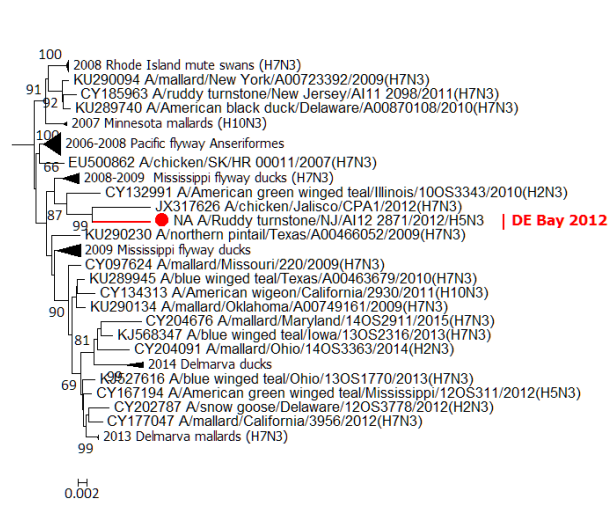 100
2008 Rhode Island mute swans (H7N3)
KU290094 A/mallard/New York/A00723392/2009(H7N3)
91
CY185963 A/ruddy turnstone/New Jersey/AI11 2098/2011(H7N3)
92
KU289740 A/American black duck/Delaware/A00870108/2010(H7N3)
2007 Minnesota mallards (H10N3)
100
2006-2008 Pacific flyway Anseriformes
EU500862 A/chicken/SK/HR 00011/2007(H7N3)
66
2008-2009 Mississippi flyway ducks (H7N3)
CY132991 A/American green winged teal/Illinois/10OS3343/2010(H2N3)
JX317626 A/chicken/Jalisco/CPA1/2012(H7N3)
87
NA A/Ruddy turnstone/NJ/AI12 2871/2012/H5N3 | DE Bay 2012
99
KU290230 A/northern pintail/Texas/A00466052/2009(H7N3)
2009 Mississippi flyway ducks
CY097624 A/mallard/Missouri/220/2009(H7N3)
KU289945 A/blue winged teal/Texas/A00463679/2010(H7N3)
CY134313 A/American wigeon/California/2930/2011(H10N3)
KU290134 A/mallard/Oklahoma/A00749161/2009(H7N3)
90
CY204676 A/mallard/Maryland/14OS2911/2015(H7N3)
KJ568347 A/blue winged teal/Iowa/13OS2316/2013(H7N3)
81
CY204091 A/mallard/Ohio/14OS3363/2014(H2N3)
2014 Delmarva ducks
99
KJ527616 A/blue winged teal/Ohio/13OS1770/2013(H7N3)
69
CY167194 A/American green winged teal/Mississippi/12OS311/2012(H5N3)
CY202787 A/snow goose/Delaware/12OS3778/2012(H2N3)
CY177047 A/mallard/California/3956/2012(H7N3)
2013 Delmarva mallards (H7N3)
99
0.002